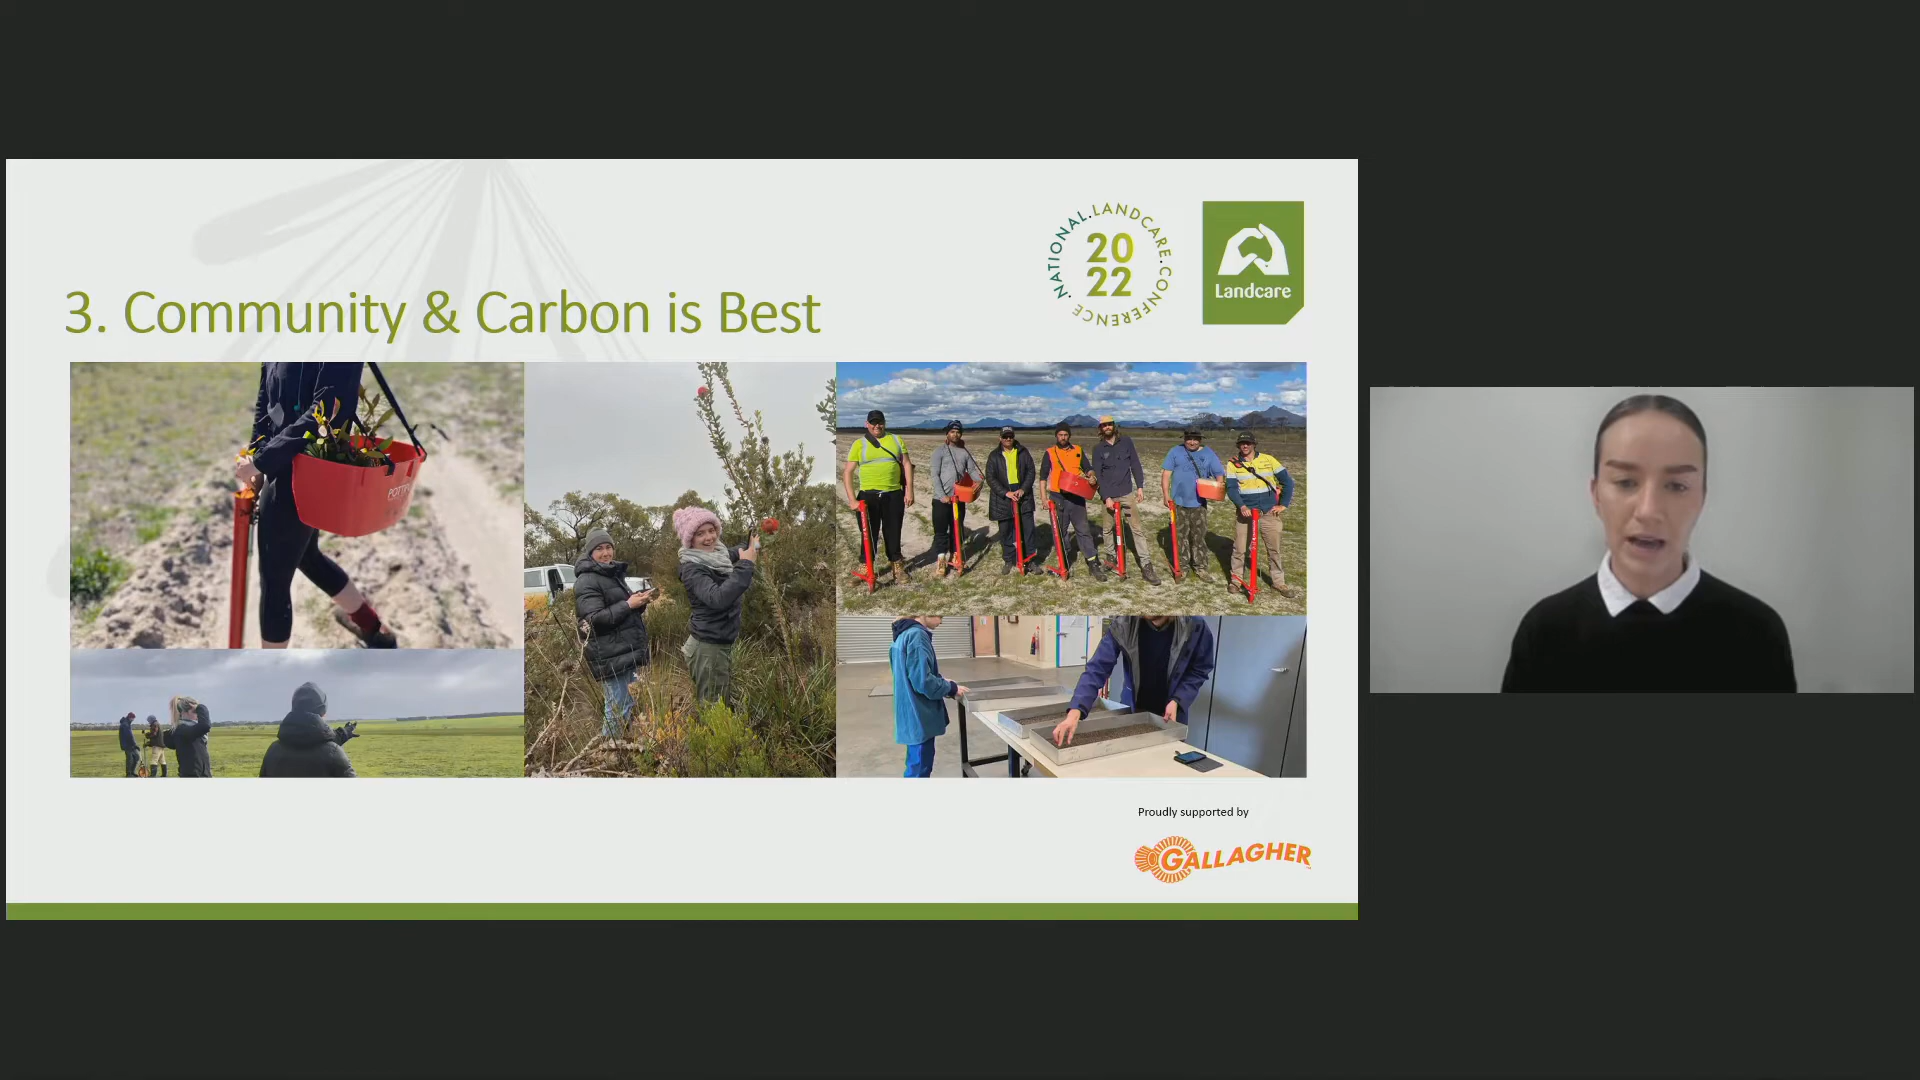 NATIONAL.LANDCARE.CONFERENCE.
20
22
Landcare
3. Community & Carbon is Best
Proudly supported by
GALLAGHER